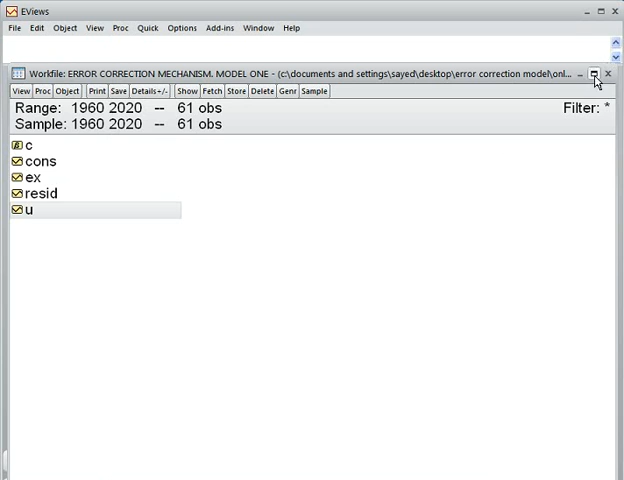 EViews
File Edit Object View Proc Quick Options Add-ins Window Help
Workfile: ERROR CORRECTION MECHANISM. MODEL ONE - (c:\documents and settings\sayed\desktop\error correction model\onl...
View Proc Object Print Save Details+/- Show Fetch Store Delete Genr Sample
Range: 1960 2020 -- 61 obs Filter: *
Sample: 1960 2020 -- 61 obs
β c
cons
ex
resid
u